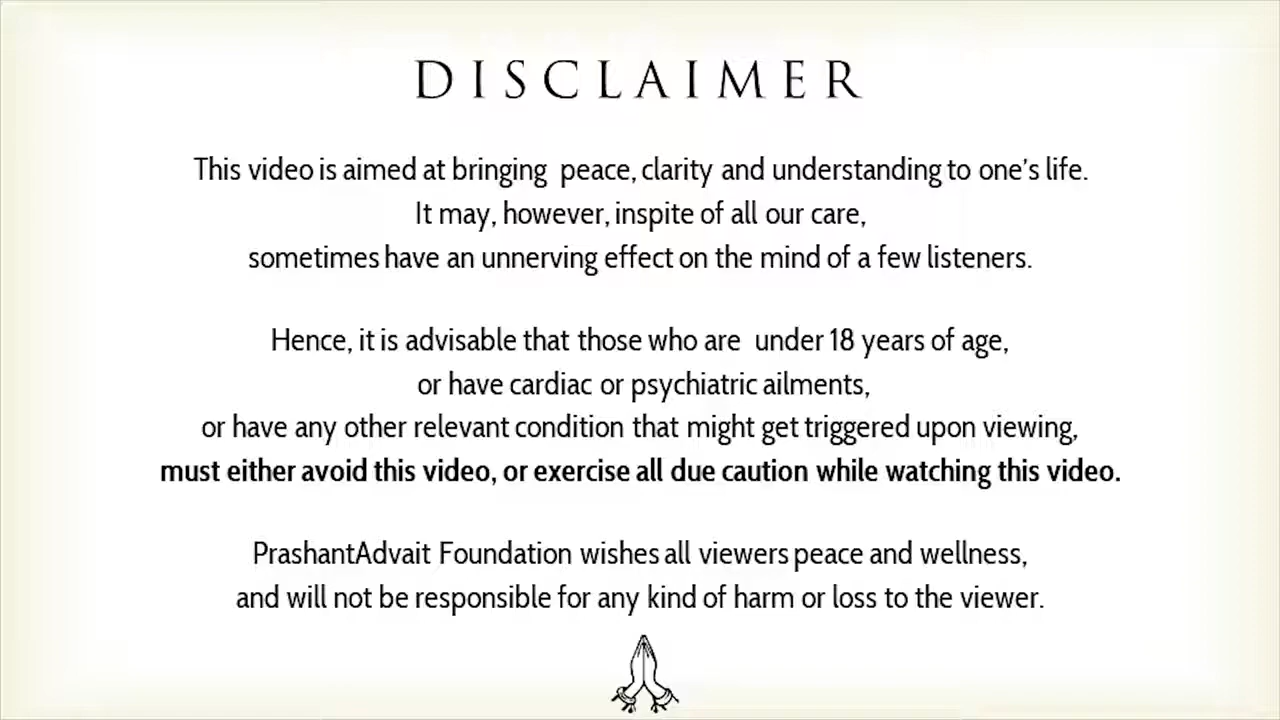 DISCLAIMER
This video is aimed at bringing peace, clarity and understanding to one's life.
It may, however, inspite of all our care,
sometimes have an unnerving effect on the mind of a few listeners.
Hence, it is advisable that those who are under 18 years of age,
or have cardiac or psychiatric ailments,
or have any other relevant condition that might get triggered upon viewing,
must either avoid this video, or exercise all due caution while watching this video.
PrashantAdvait Foundation wishes all viewers peace and wellness,
and will not be responsible for any kind of harm or loss to the viewer.